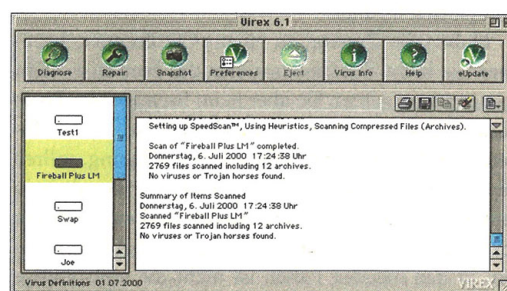 Virex 6.1
Diagnose Repair Snapshot Preferences Eject Virus Info Help eUpdate
Test1
Fireball Plus LM
Swap
Joe
Setting up SpeedScan™, Using Heuristics, Scanning Compressed Files (Archives).
Scan of "Fireball Plus LM" completed.
Donnerstag, 6. Juli 2000 17:24:38 Uhr
2769 files scanned including 12 archives.
No viruses or Trojan horses found.
Summary of Items Scanned
Donnerstag, 6. Juli 2000 17:24:38 Uhr
Scanned "Fireball Plus LM"
2769 files scanned including 12 archives.
No viruses or Trojan horses found.
Virus Definitions 01.07.2000
VIREX